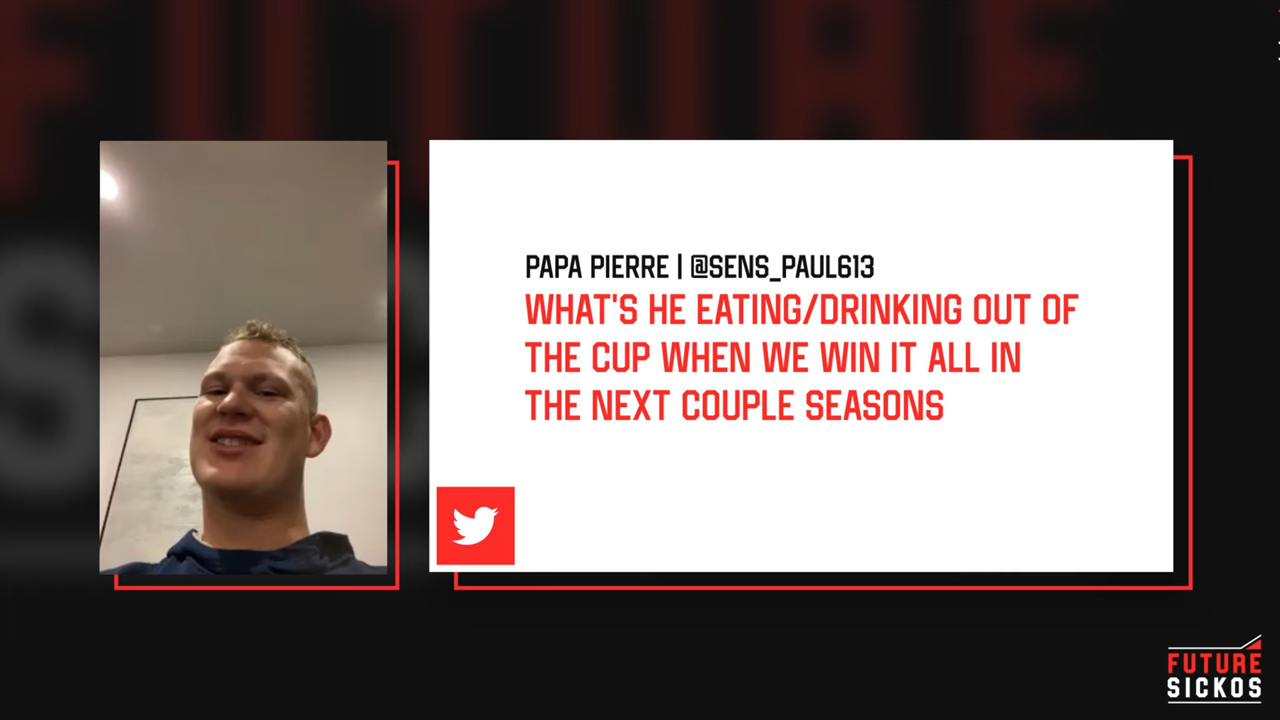 FUTURE
S
PAPA PIERRE | @SENS_PAUL613
WHAT'S HE EATING/DRINKING OUT OF
THE CUP WHEN WE WIN IT ALL IN
THE NEXT COUPLE SEASONS
FUTURE
SICKOS